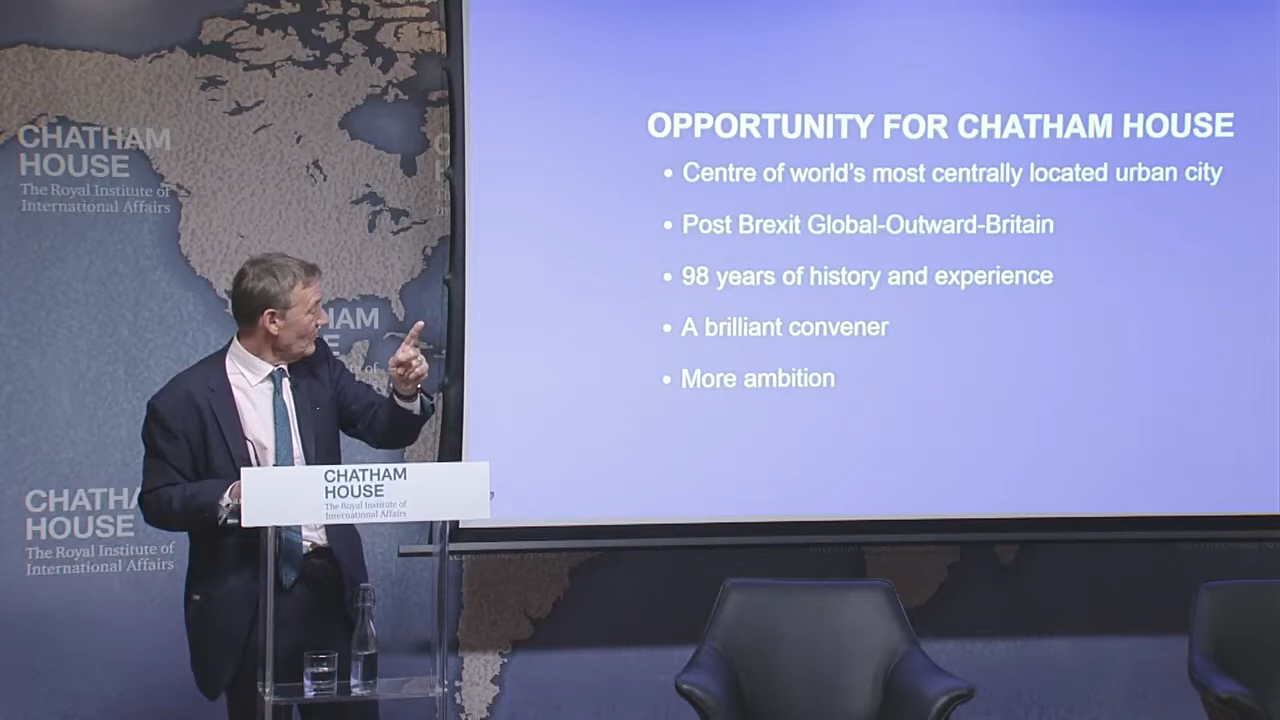 CHATHAM
HOUSE
The Royal Institute of
International Affairs
OPPORTUNITY FOR CHATHAM HOUSE
• Centre of world's most centrally located urban city
• Post Brexit Global-Outward-Britain
• 98 years of history and experience
• A brilliant convener
• More ambition
CHATHAM
HOUSE
The Royal Institute of
International Affairs
CHATHA
HOUSE
The Royal Institute of
International Affairs